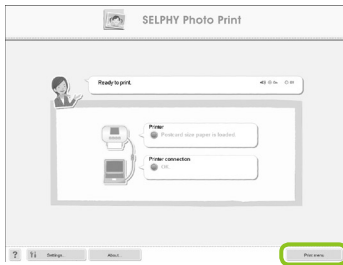 SELPHY Photo Print
Ready to print.
Printer
Postcard size paper is loaded.
Printer connection
OK
? Settings... About... Print menu